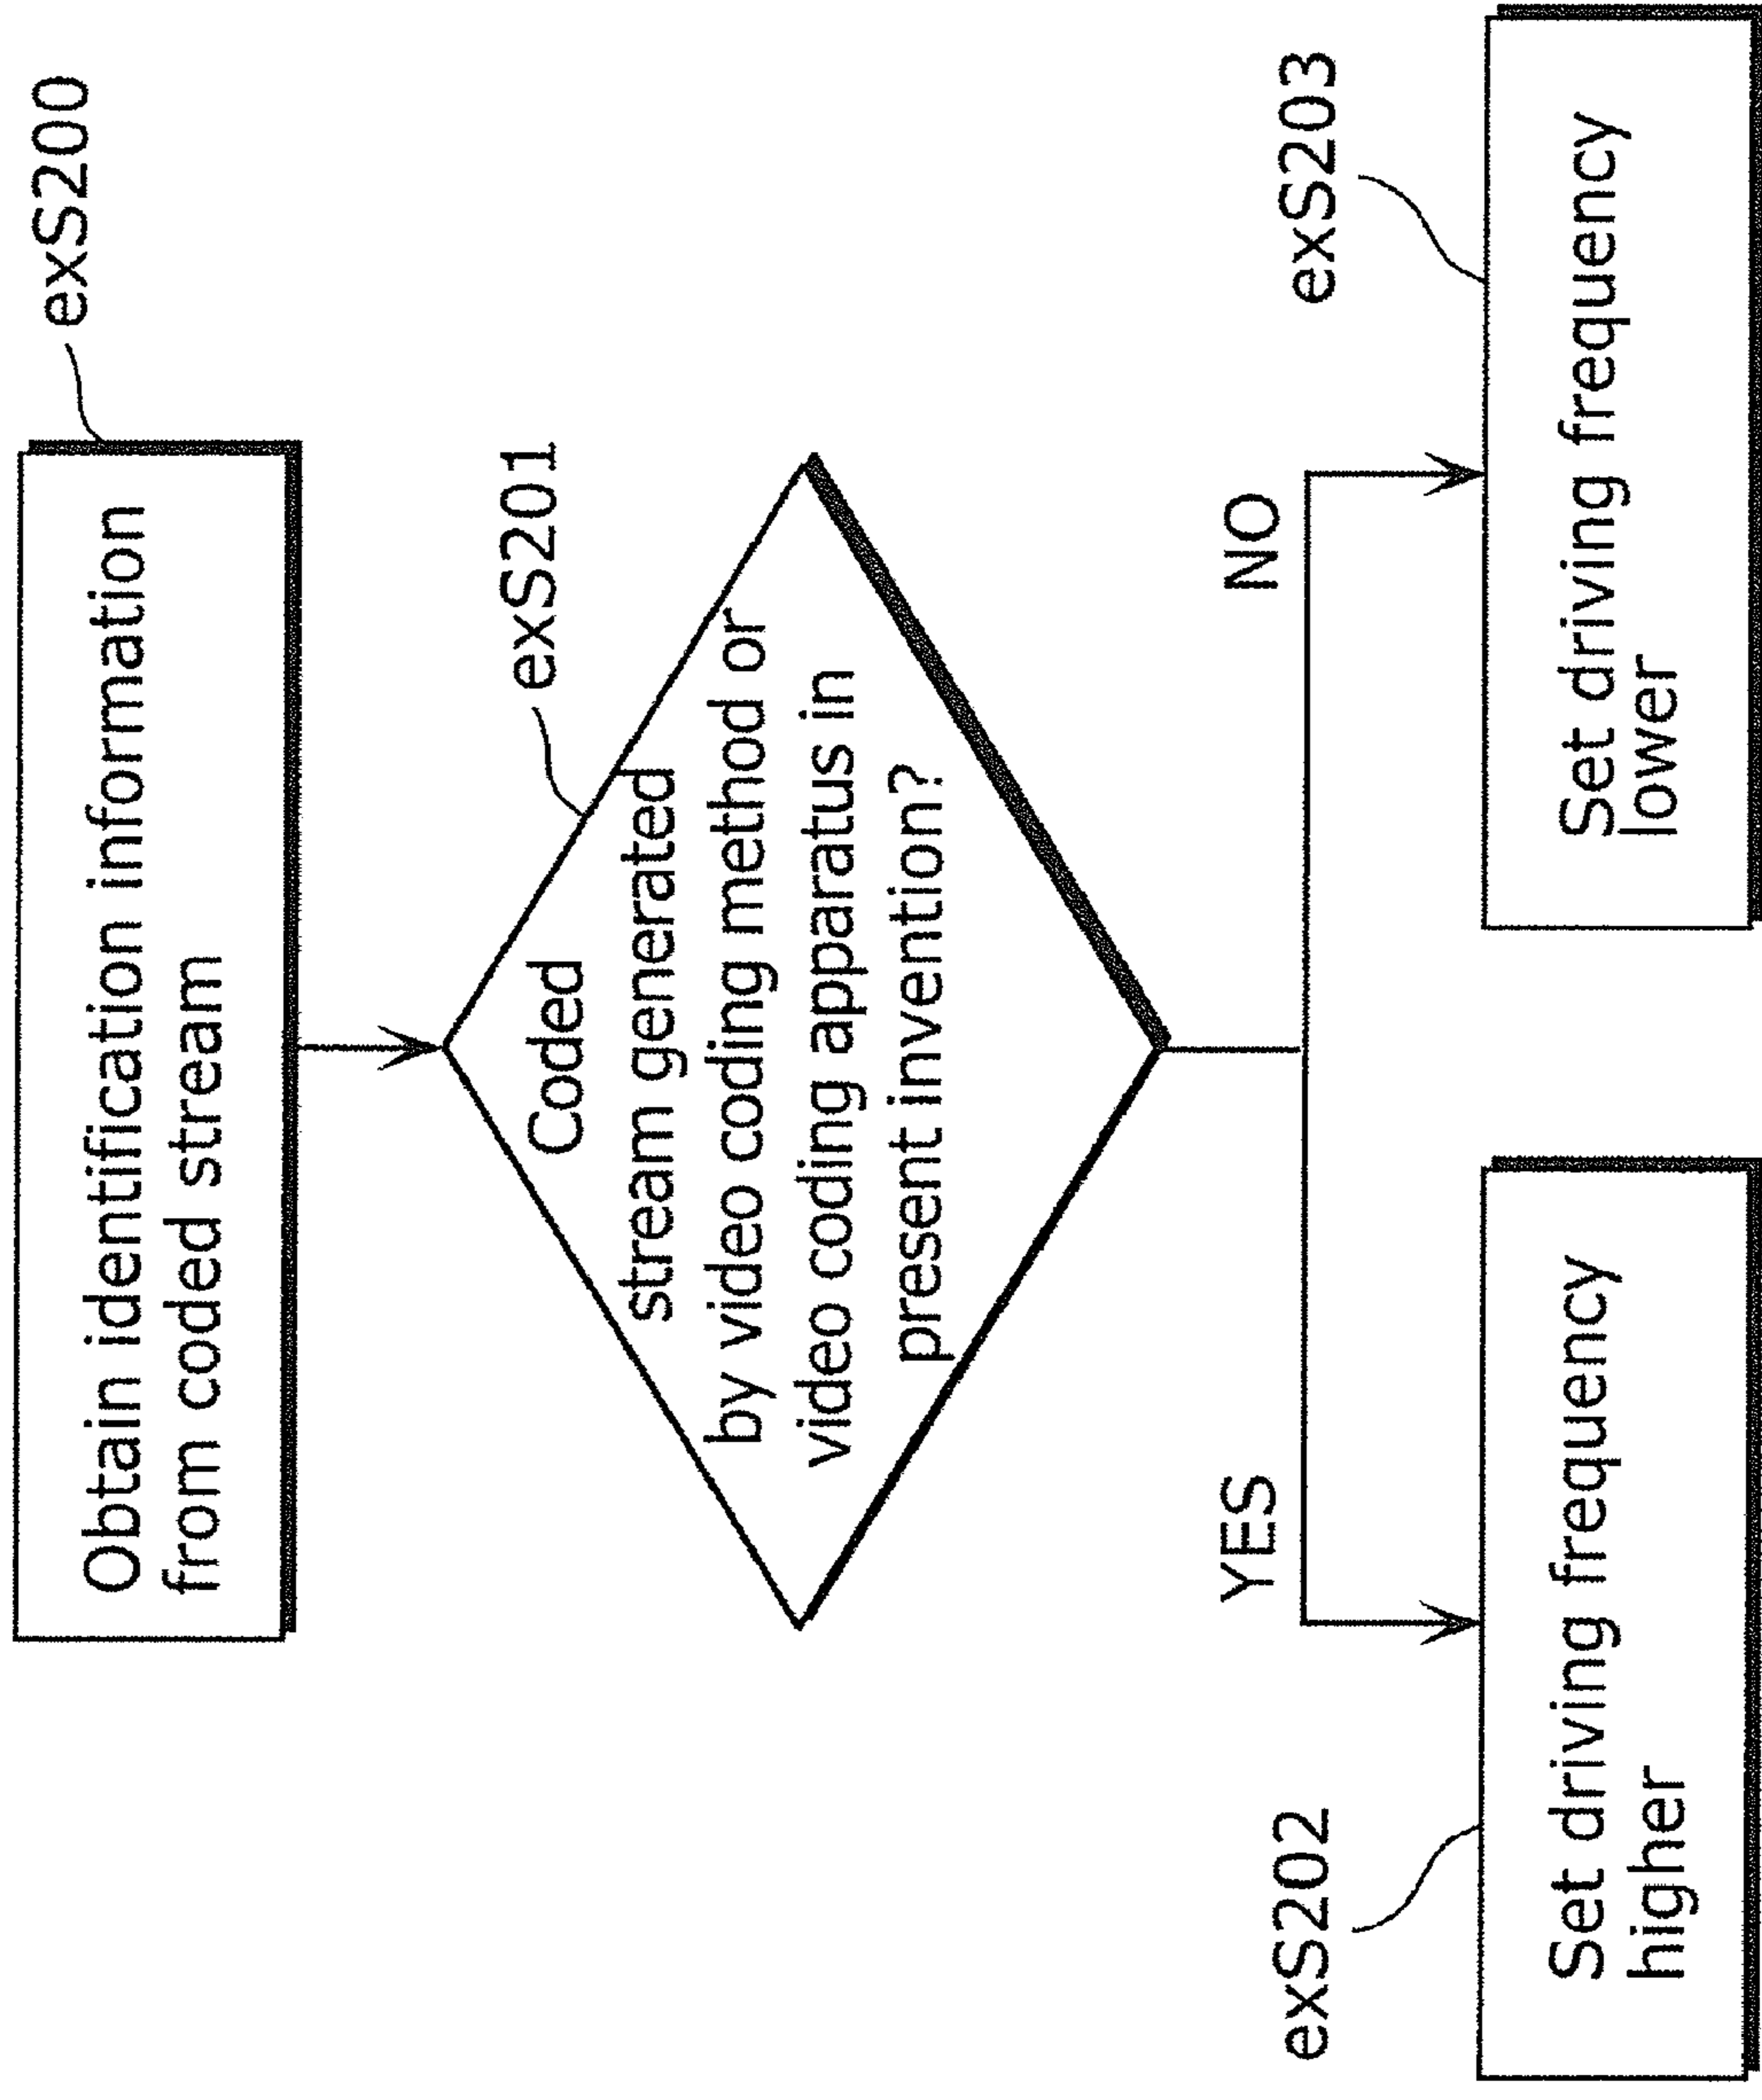 exS200
Obtain identification information
from coded stream
exS201
Coded
stream generated
by video coding method or
video coding apparatus in
present invention?
YES
NO
exS202
Set driving frequency
higher
exS203
Set driving frequency
lower